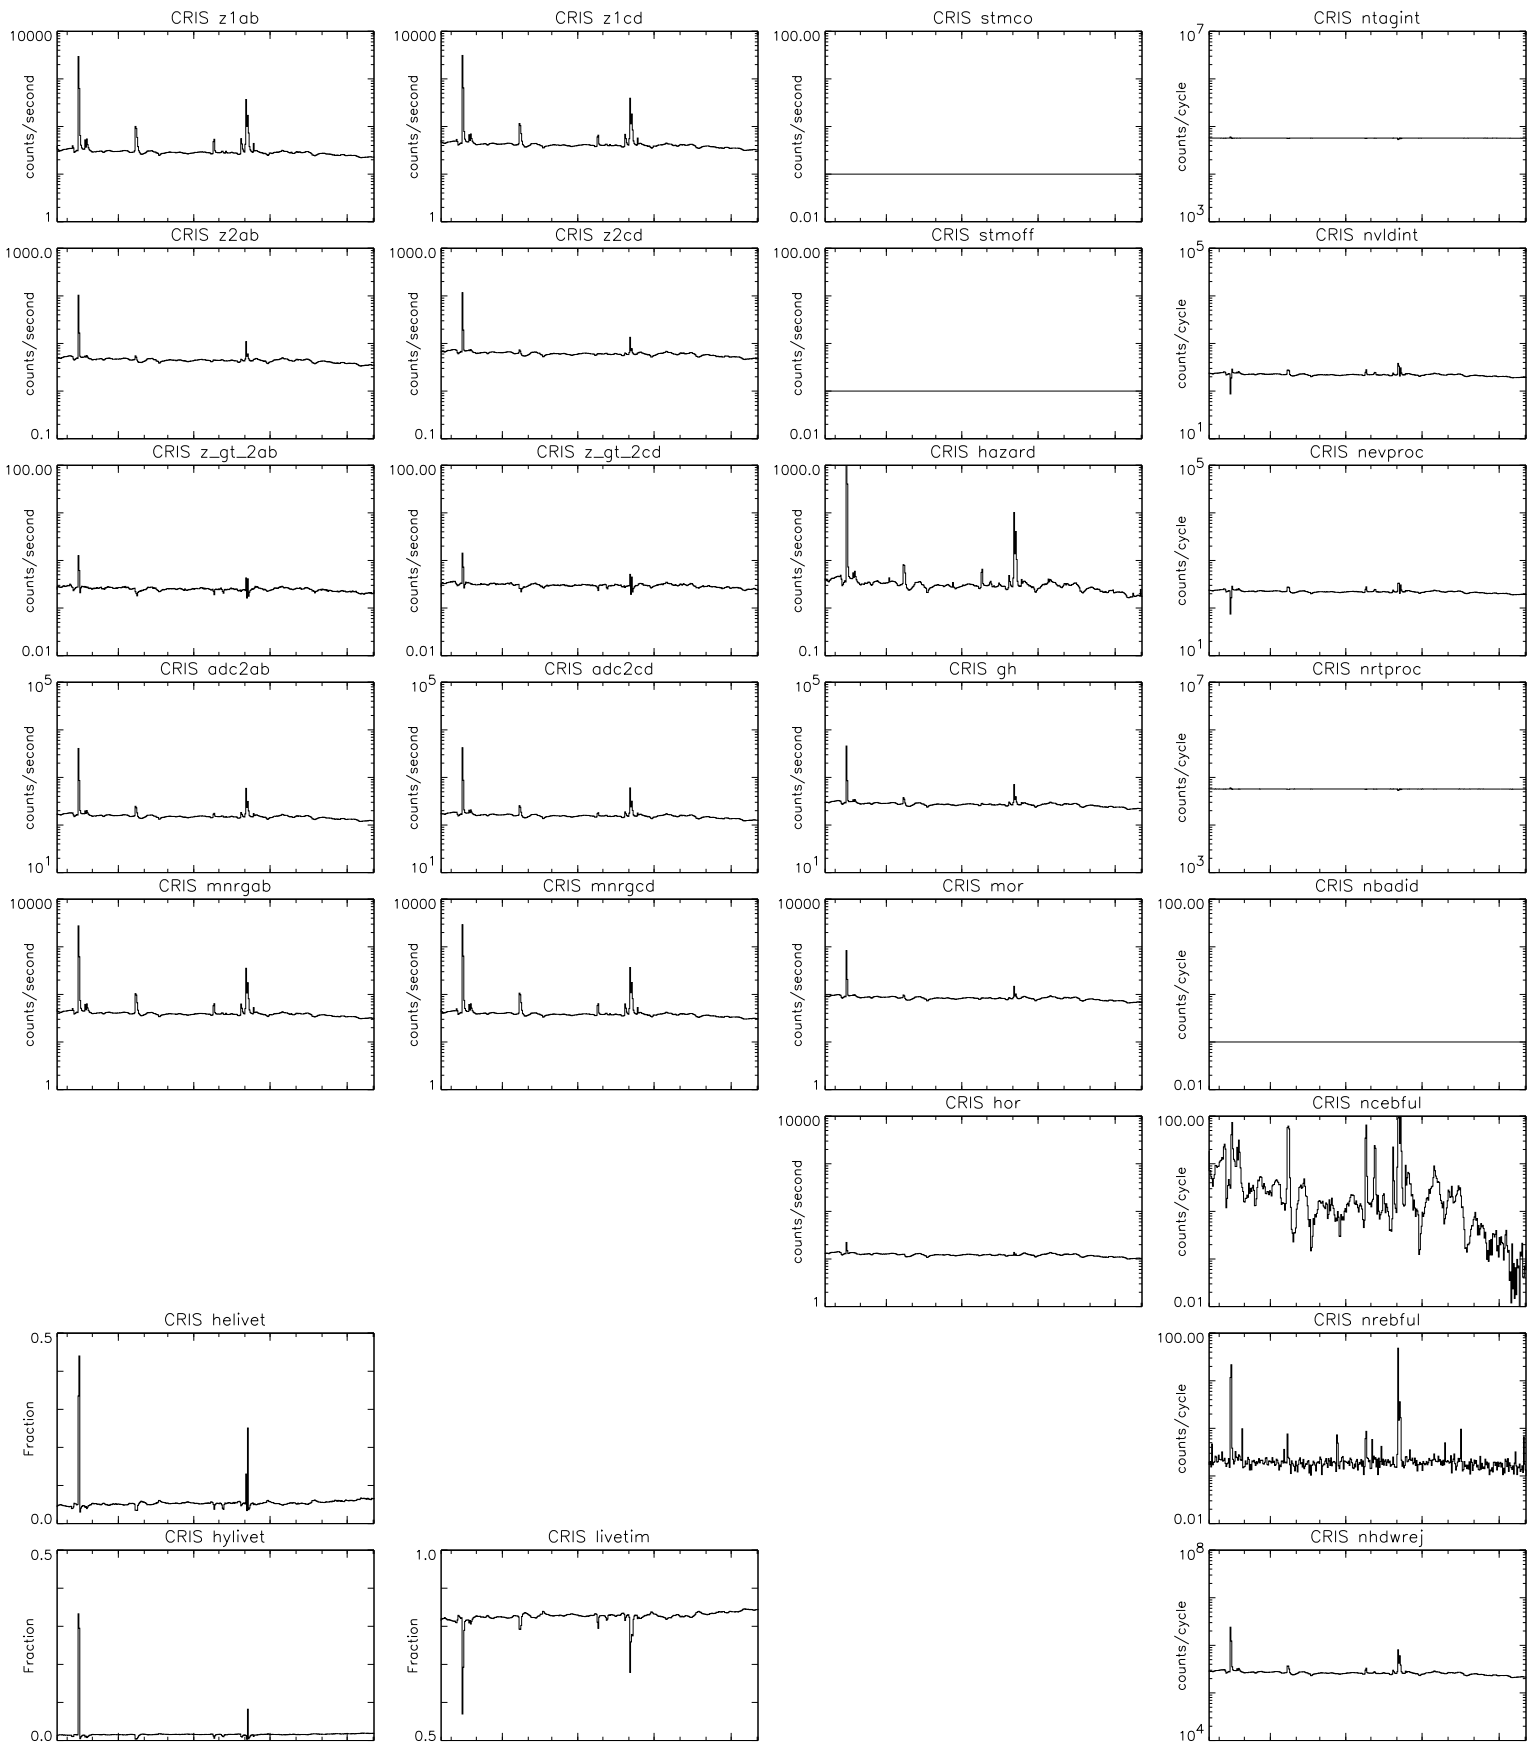 CRIS z1ab
10000
counts/second
1
CRIS z1cd
10000
counts/second
1
CRIS stmco
100.00
counts/second
0.01
CRIS ntagint
10^7
counts/cycle
10^3
CRIS z2ab
1000.0
counts/second
0.1
CRIS z2cd
1000.0
counts/second
0.1
CRIS stmoff
100.00
counts/second
0.01
CRIS nvldint
10^5
counts/cycle
10^1
CRIS z_gt_2ab
100.00
counts/second
0.01
CRIS z_gt_2cd
100.00
counts/second
0.01
CRIS hazard
1000.0
counts/second
0.1
CRIS nevproc
10^5
counts/cycle
10^1
CRIS adc2ab
10^5
counts/second
10^1
CRIS adc2cd
10^5
counts/second
10^1
CRIS gh
10^5
counts/second
10^1
CRIS nrtproc
10^7
counts/cycle
10^3
CRIS mnrgab
10000
counts/second
1
CRIS mnrgcd
10000
counts/second
1
CRIS mor
10000
counts/second
1
CRIS nbadid
100.00
counts/cycle
0.01
CRIS hor
10000
counts/second
1
CRIS ncebful
100.00
counts/cycle
0.01
CRIS helivet
0.5
Fraction
0.0
CRIS nrebful
100.00
counts/cycle
0.01
CRIS hylivet
0.5
Fraction
0.0
CRIS livetim
1.0
Fraction
0.5
CRIS nhdwrej
10^8
counts/cycle
10^4